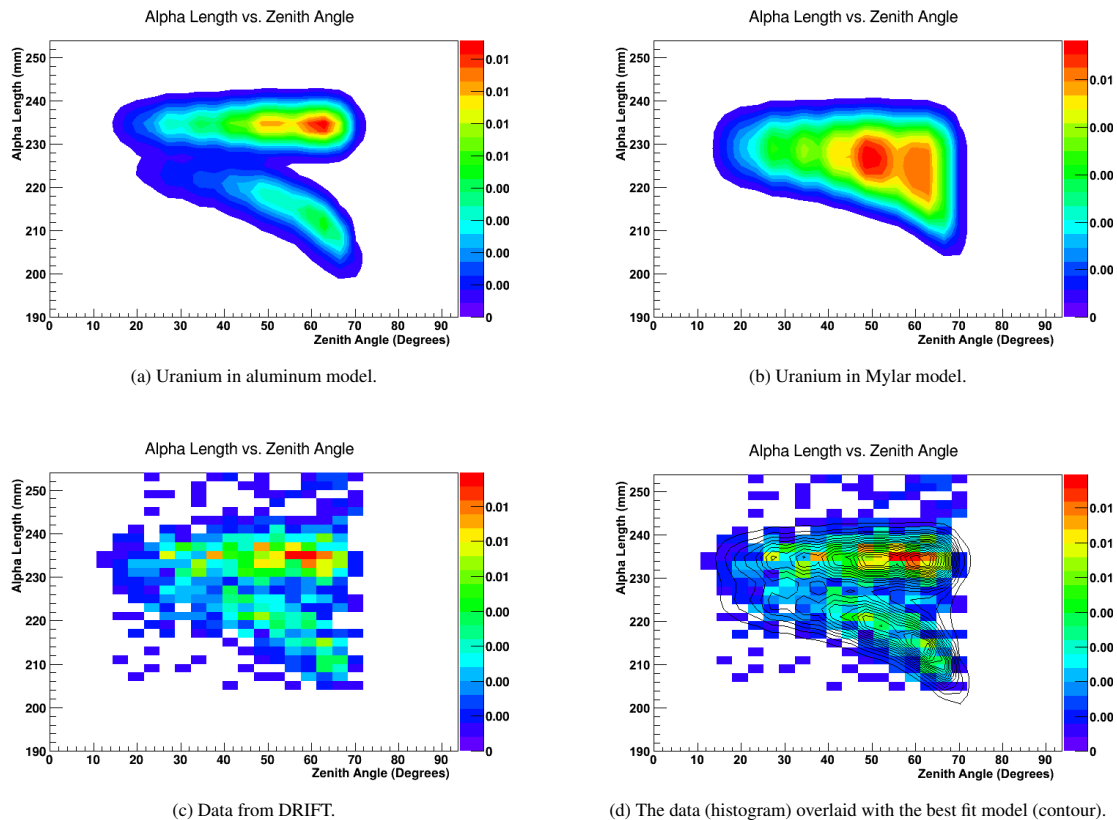 Alpha Length vs. Zenith Angle
Alpha Length (mm)
250
240
230
220
210
200
190
0 10 20 30 40 50 60 70 80 90
Zenith Angle (Degrees)
0.01
0.01
0.01
0.01
0.00
0.00
0.00
0.00
0
(a) Uranium in aluminum model.
Alpha Length vs. Zenith Angle
Alpha Length (mm)
250
240
230
220
210
200
190
0 10 20 30 40 50 60 70 80 90
Zenith Angle (Degrees)
0.01
0.01
0.00
0.00
0.00
0
(b) Uranium in Mylar model.
Alpha Length vs. Zenith Angle
Alpha Length (mm)
250
240
230
220
210
200
190
0 10 20 30 40 50 60 70 80 90
Zenith Angle (Degrees)
0.01
0.01
0.01
0.00
0.00
0.00
0
(c) Data from DRIFT.
Alpha Length vs. Zenith Angle
Alpha Length (mm)
250
240
230
220
210
200
190
0 10 20 30 40 50 60 70 80 90
Zenith Angle (Degrees)
0.01
0.01
0.01
0.00
0.00
0.00
0
(d) The data (histogram) overlaid with the best fit model (contour).